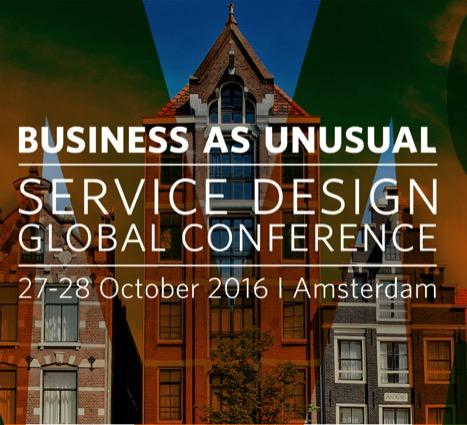 BUSINESS AS UNUSUAL
SERVICE DESIGN
GLOBAL CONFERENCE
27-28 October 2016 | Amsterdam